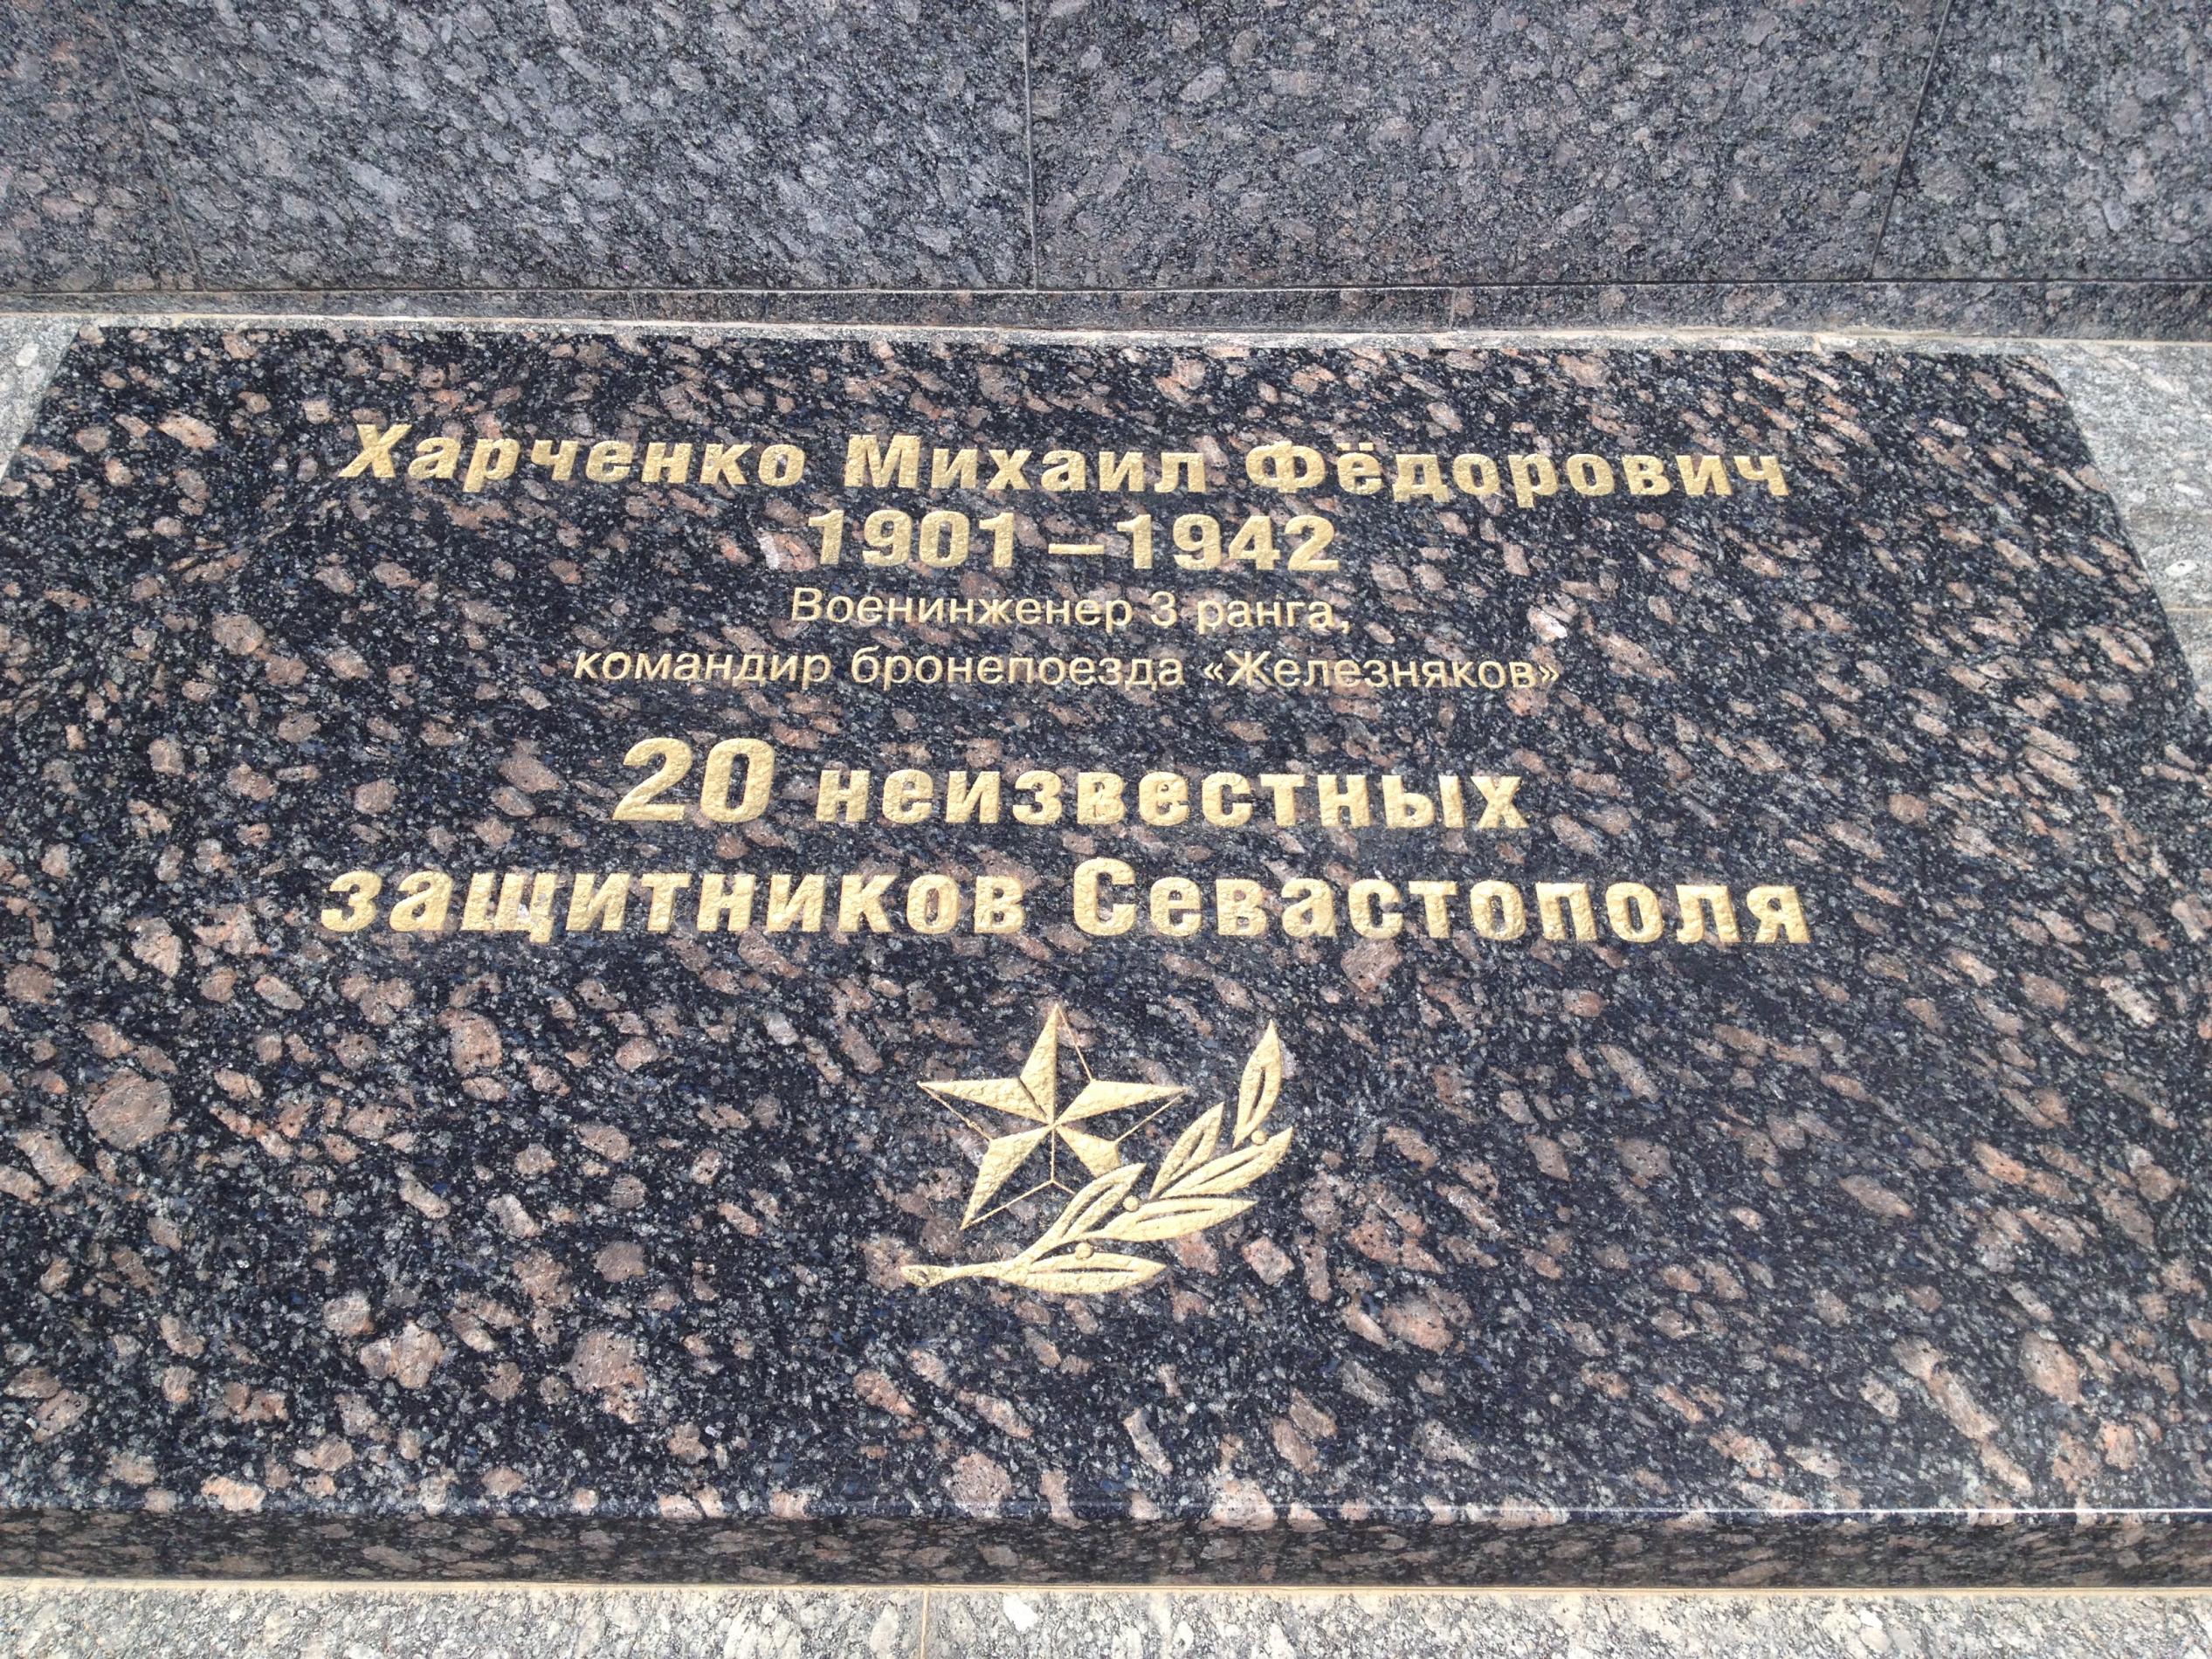 Харченко Михаил Фёдорович
1901 – 1942
Военинженер 3 ранга,
командир бронепоезда «Железняков»
20 неизвестных
защитников Севастополя